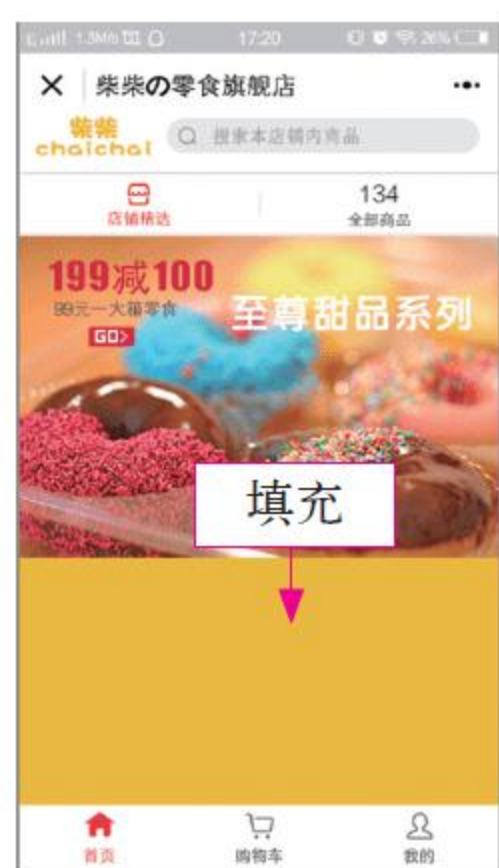 1.3M/s
17:20
26%
柴柴の零食旗舰店
柴柴
chaichai
搜索本店铺内商品
店铺精选
134
全部商品
199减100
99元一大箱零食
GO>
至尊甜品系列
填充
首页
购物车
我的